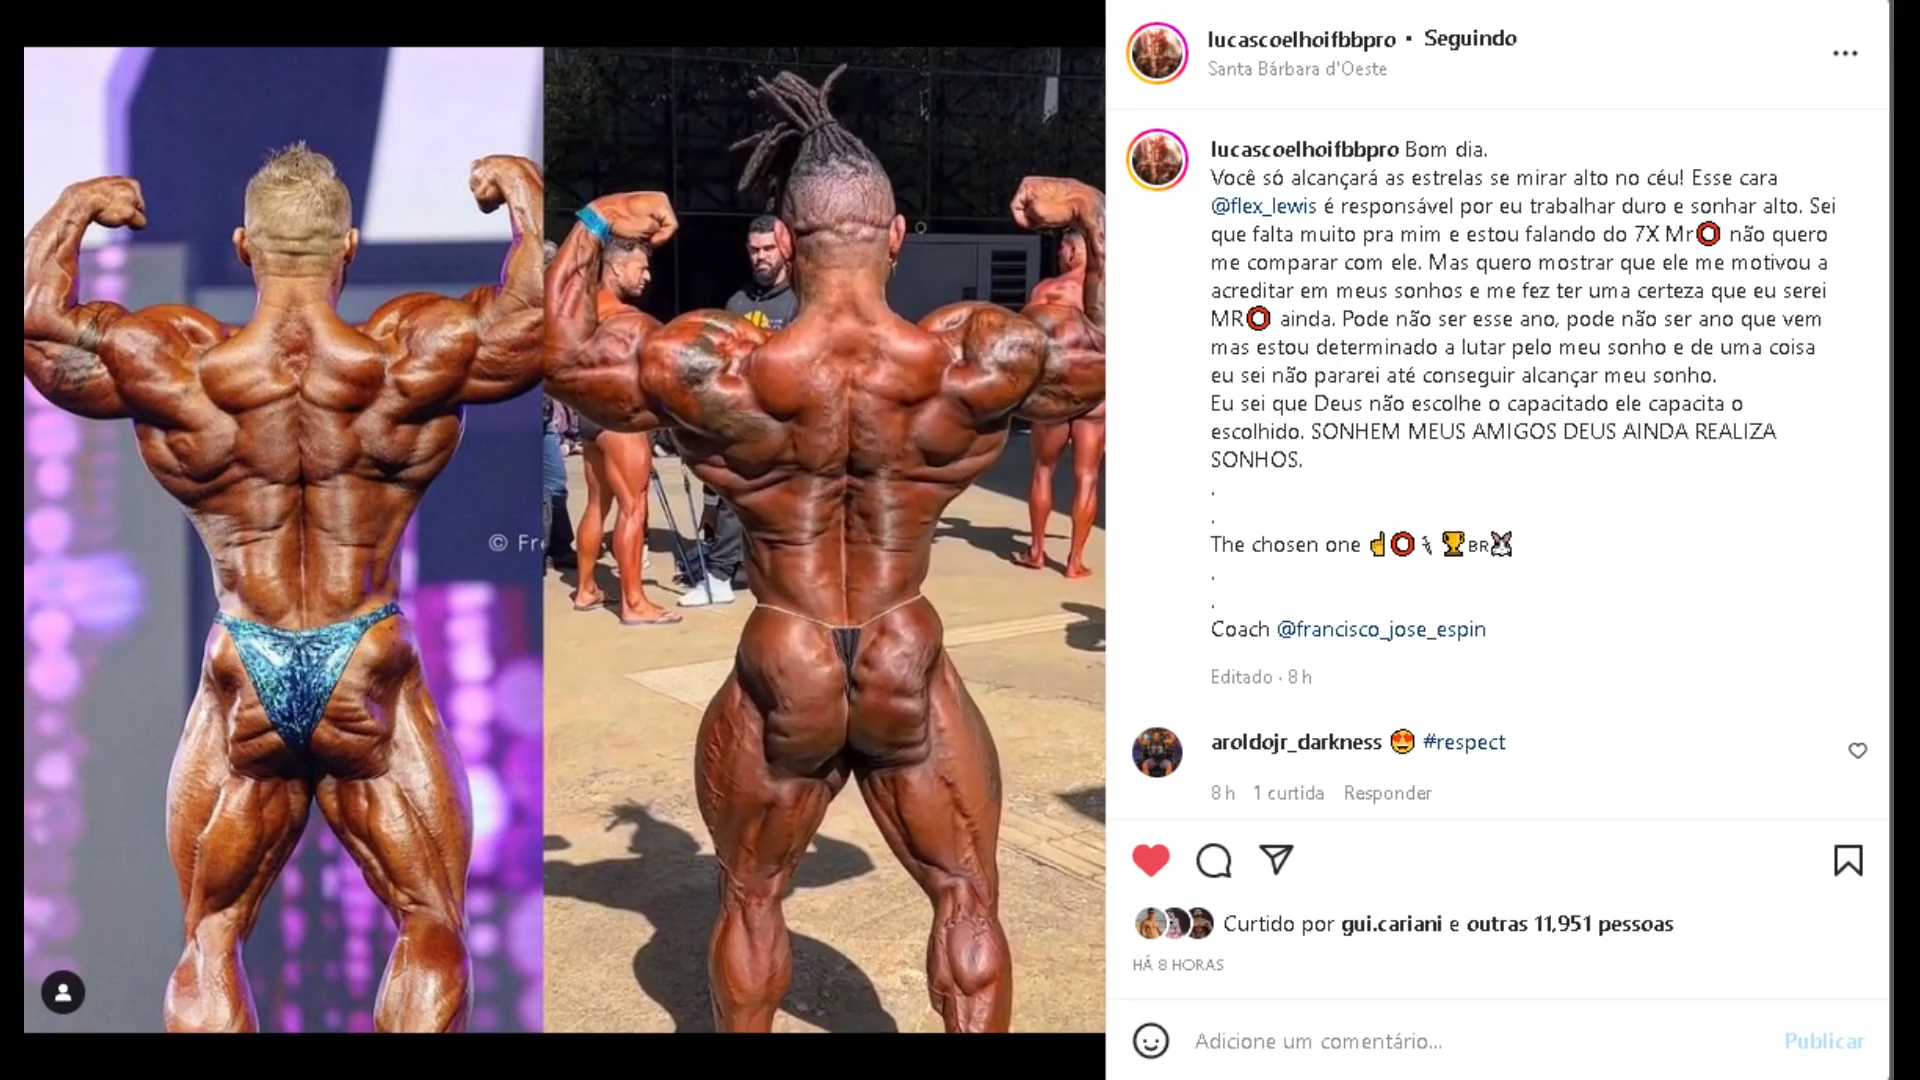 © Fre
lucascoelhoifbbpro • Seguindo
Santa Bárbara d'Oeste
lucascoelhoifbbpro Bom dia.
Você só alcançará as estrelas se mirar alto no céu! Esse cara
@flex_lewis é responsável por eu trabalhar duro e sonhar alto. Sei
que falta muito pra mim e estou falando do 7X Mr⭕ não quero
me comparar com ele. Mas quero mostrar que ele me motivou a
acreditar em meus sonhos e me fez ter uma certeza que eu serei
MR⭕ ainda. Pode não ser esse ano, pode não ser ano que vem
mas estou determinado a lutar pelo meu sonho e de uma coisa
eu sei não pararei até conseguir alcançar meu sonho.
Eu sei que Deus não escolhe o capacitado ele capacita o
escolhido. SONHEM MEUS AMIGOS DEUS AINDA REALIZA
SONHOS.
.
.
The chosen one ☝️⭕ 🏆BR🐰
.
.
Coach @francisco_jose_espin
Editado · 8 h
aroldojr_darkness 😍 #respect
8 h 1 curtida Responder
Curtido por gui.cariani e outras 11,951 pessoas
HÁ 8 HORAS
Adicione um comentário...
Publicar